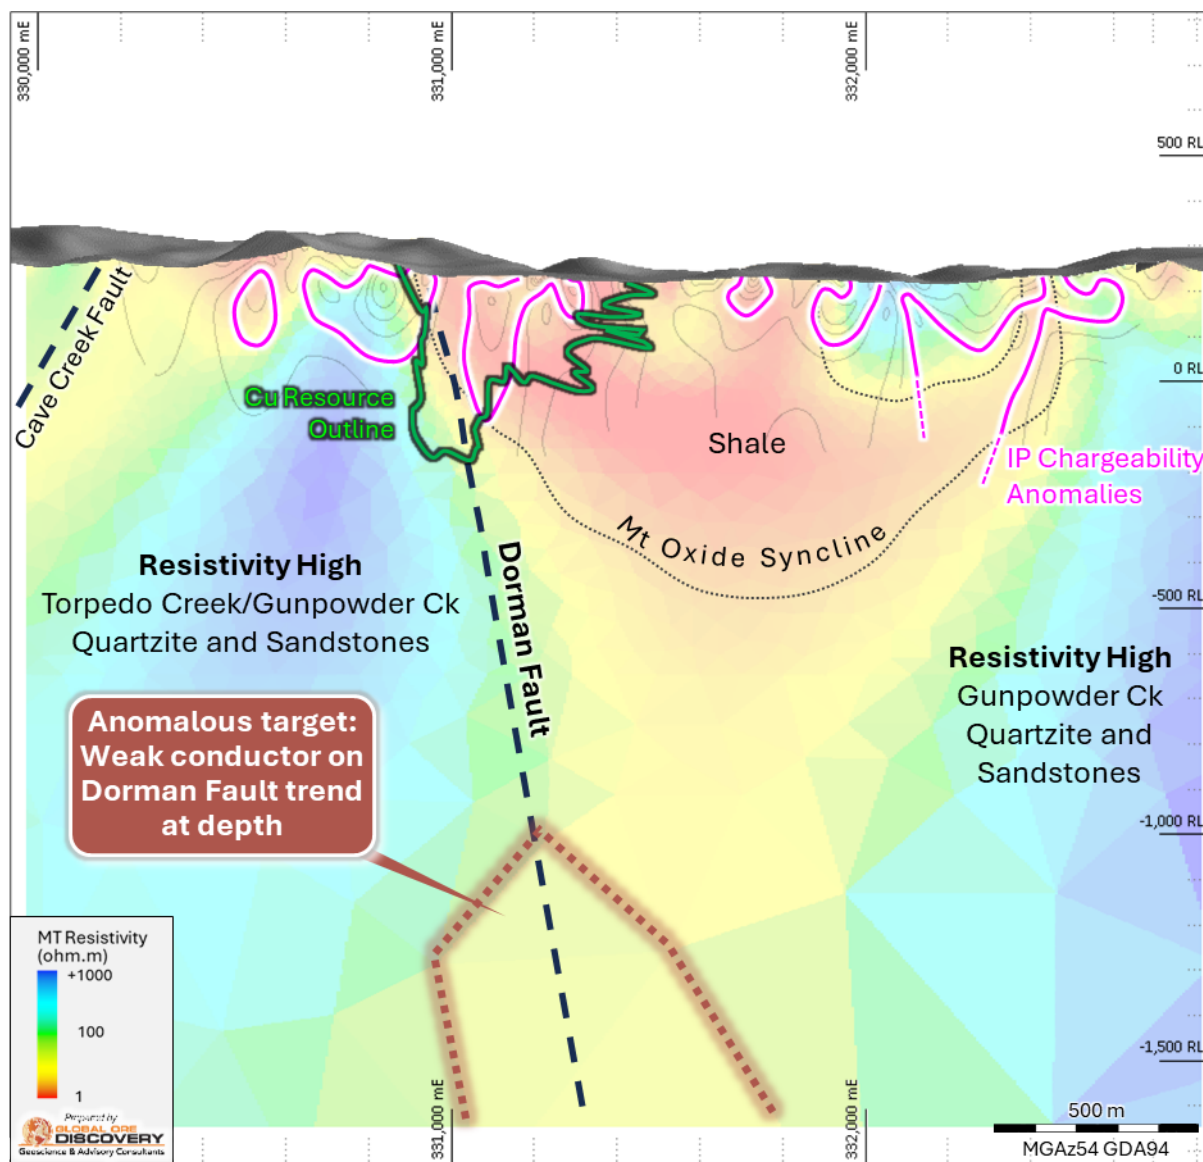 330,000 mE
331,000 mE
332,000 mE
500 RL
Cave Creek Fault
0 RL
Cu Resource
Outline
Shale
IP Chargeability
Anomalies
Mt Oxide Syncline
Dorman Fault
-500 RL
Resistivity High
Torpedo Creek/Gunpowder Ck
Quartzite and Sandstones
Resistivity High
Gunpowder Ck
Quartzite and
Sandstones
Anomalous target:
Weak conductor on
Dorman Fault trend
at depth
-1,000 RL
-1,500 RL
MT Resistivity
(ohm.m)
+1000
100
1
Prepared by
GLOBAL ORE
DISCOVERY
Geoscience & Advisory Consultants
331,000 mE
332,000 mE
500 m
MGAz54 GDA94